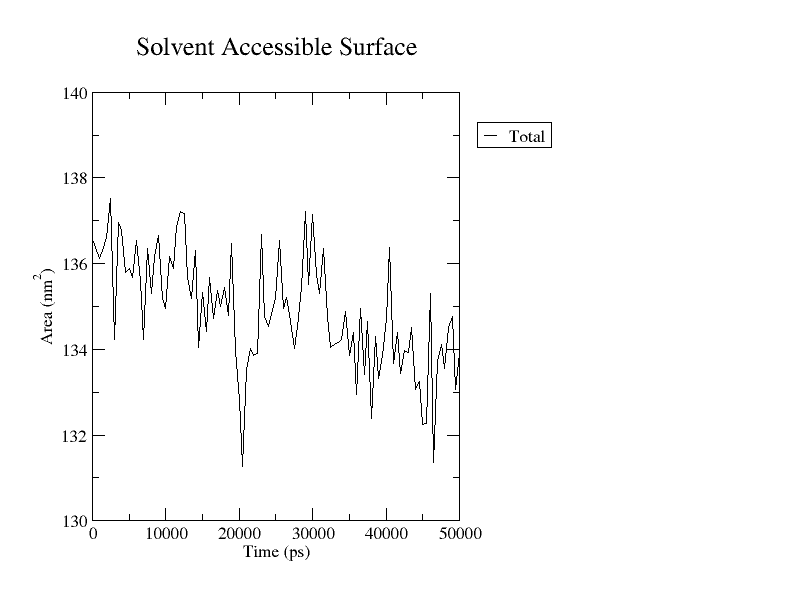 Solvent Accessible Surface
140
138
136
134
132
130
Area (nm²)
Total
0 10000 20000 30000 40000 50000
Time (ps)